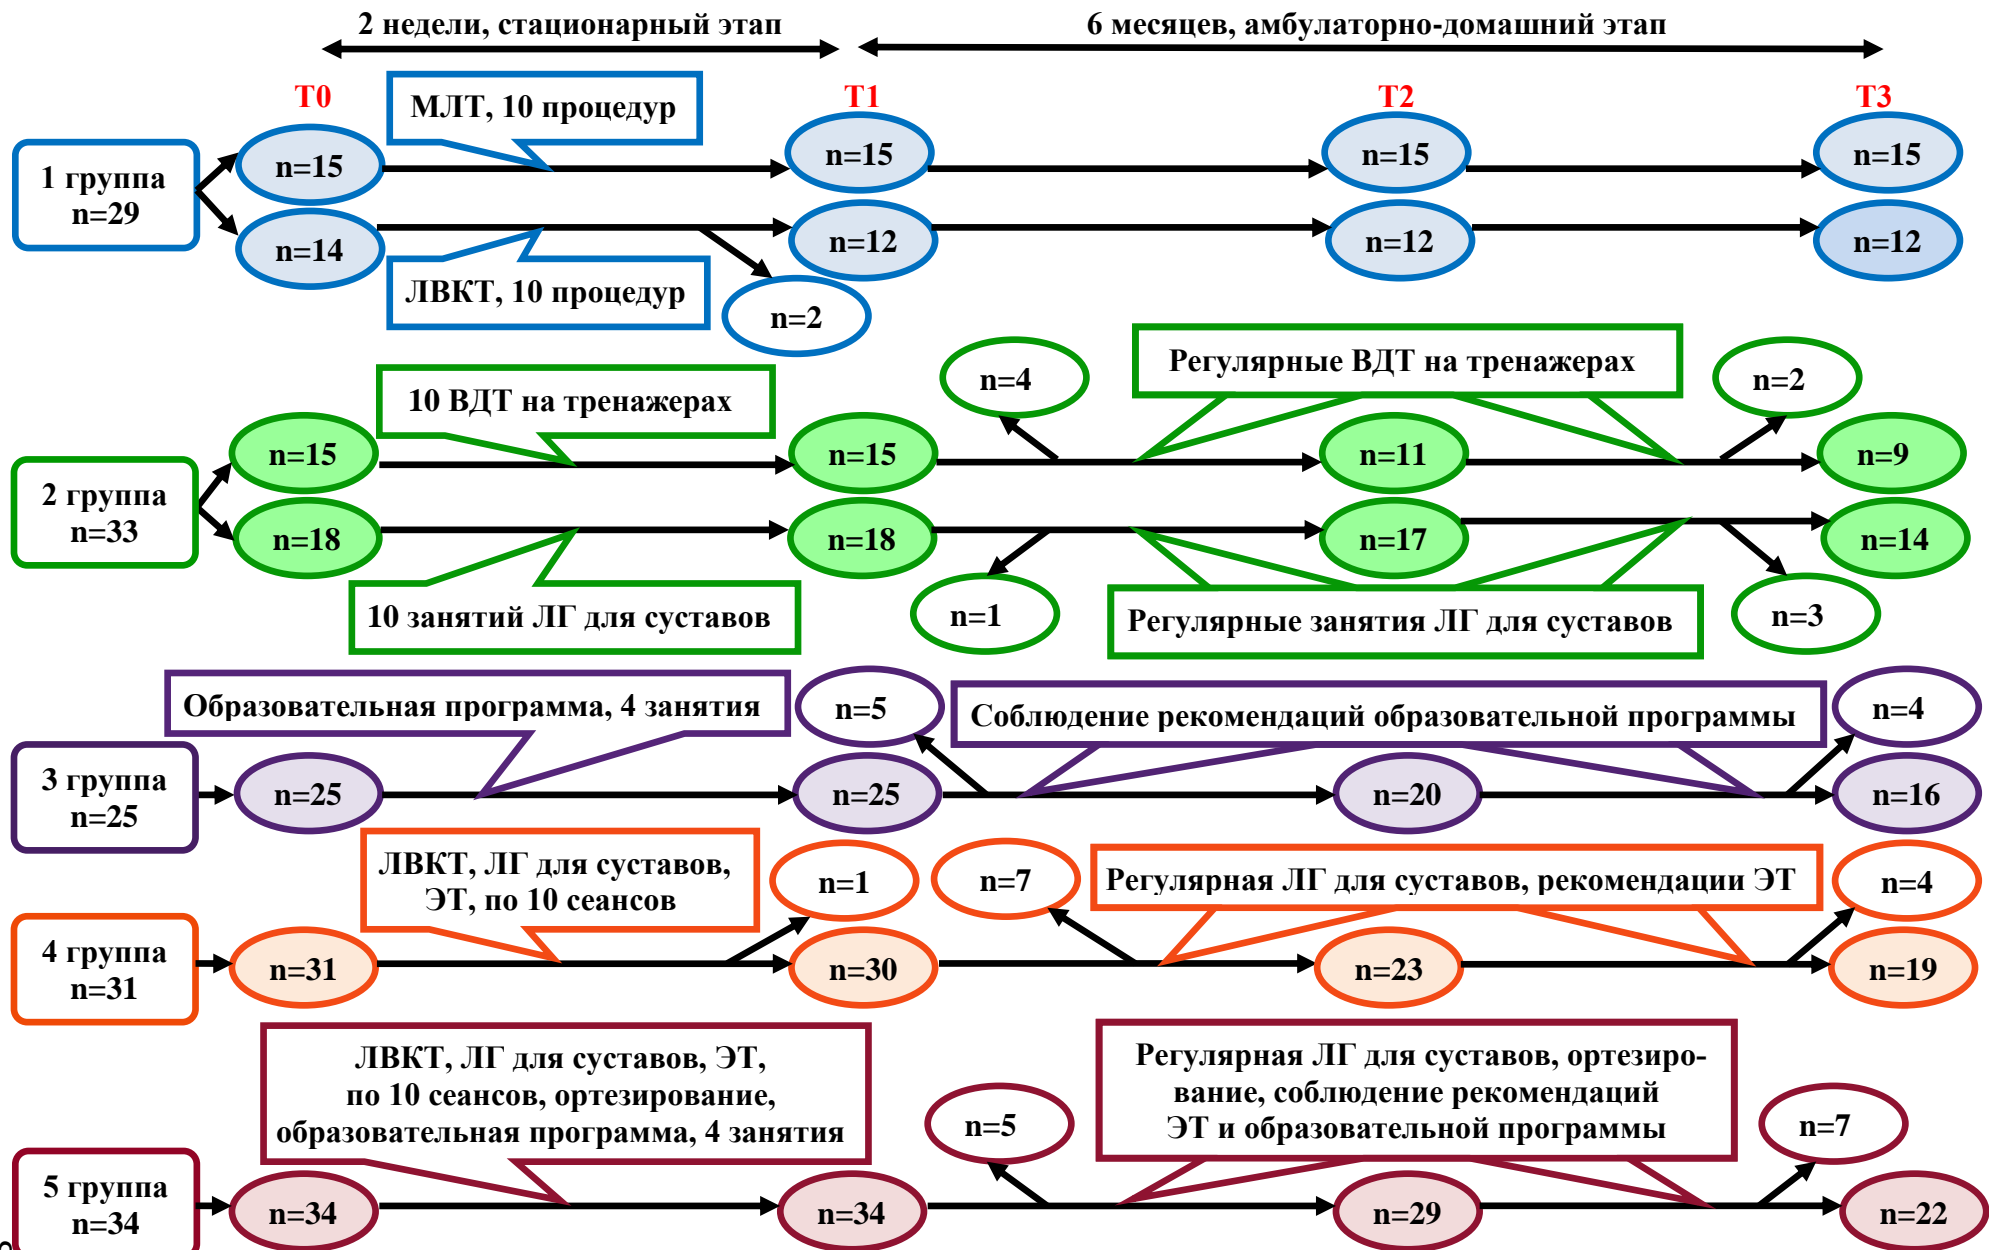 2 недели, стационарный этап
6 месяцев, амбулаторно-домашний этап
T0
T1
T2
T3
МЛТ, 10 процедур
1 группа
n=29
n=15
n=15
n=15
n=15
n=14
n=12
n=12
n=12
ЛВКТ, 10 процедур
n=2
10 ВДТ на тренажерах
n=4
Регулярные ВДТ на тренажерах
n=2
2 группа
n=33
n=15
n=15
n=11
n=9
n=18
n=18
n=17
n=14
10 занятий ЛГ для суставов
n=1
Регулярные занятия ЛГ для суставов
n=3
Образовательная программа, 4 занятия
n=5
Соблюдение рекомендаций образовательной программы
n=4
3 группа
n=25
n=25
n=25
n=20
n=16
ЛВКТ, ЛГ для суставов,
ЭТ, по 10 сеансов
n=1
n=7
Регулярная ЛГ для суставов, рекомендации ЭТ
n=4
4 группа
n=31
n=31
n=30
n=23
n=19
ЛВКТ, ЛГ для суставов, ЭТ,
по 10 сеансов, ортезирование,
образовательная программа, 4 занятия
n=5
Регулярная ЛГ для суставов, ортезиро-
вание, соблюдение рекомендаций
ЭТ и образовательной программы
n=7
5 группа
n=34
n=34
n=34
n=29
n=22